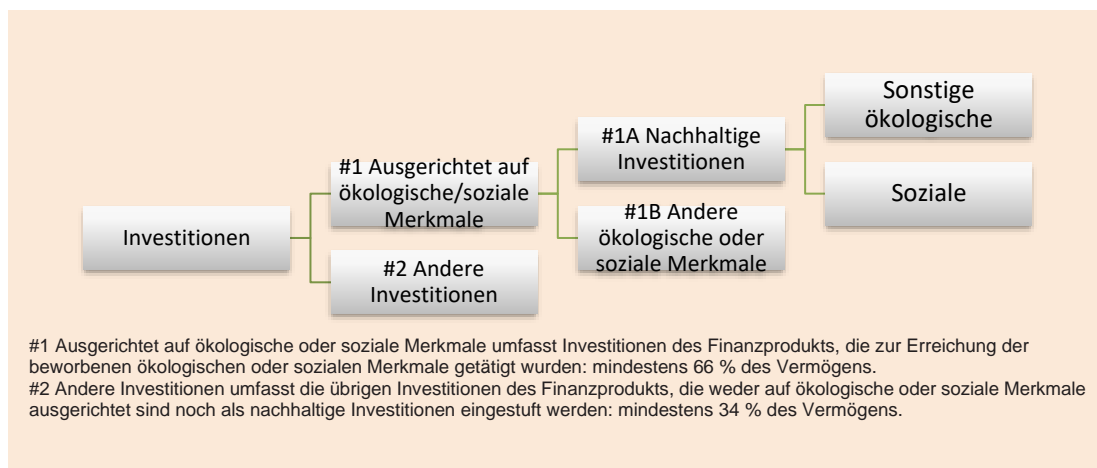 Investitionen
#1 Ausgerichtet auf
ökologische/soziale
Merkmale
#2 Andere
Investitionen
#1A Nachhaltige
Investitionen
#1B Andere
ökologische oder
soziale Merkmale
Sonstige
ökologische
Soziale
#1 Ausgerichtet auf ökologische oder soziale Merkmale umfasst Investitionen des Finanzprodukts, die zur Erreichung der
beworbenen ökologischen oder sozialen Merkmale getätigt wurden: mindestens 66 % des Vermögens.
#2 Andere Investitionen umfasst die übrigen Investitionen des Finanzprodukts, die weder auf ökologische oder soziale Merkmale
ausgerichtet sind noch als nachhaltige Investitionen eingestuft werden: mindestens 34 % des Vermögens.